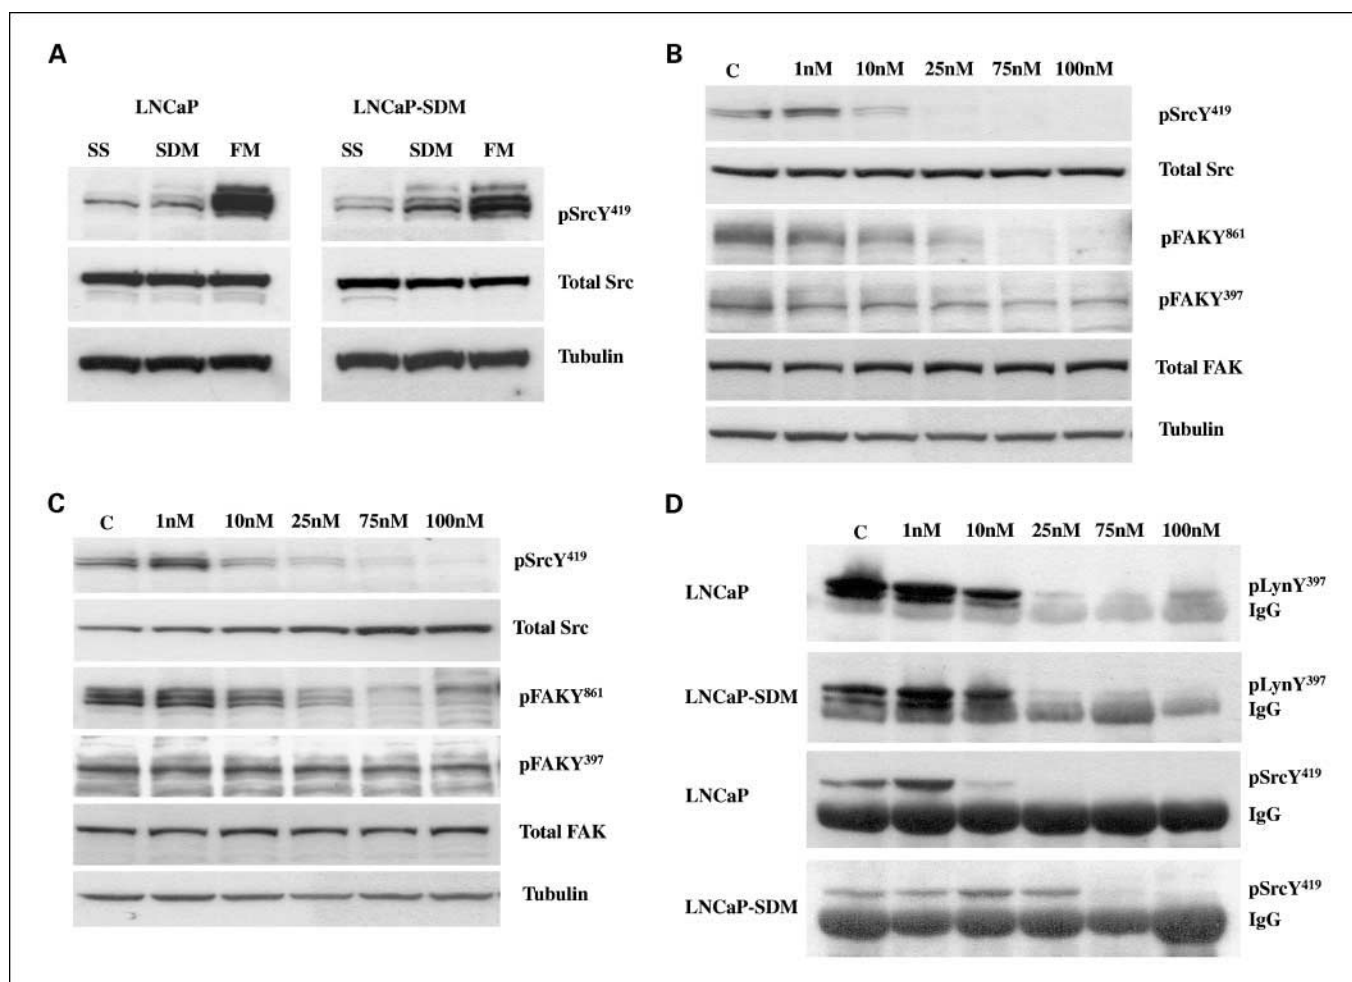 A
LNCaP
LNCaP-SDM
SS SDM FM
SS SDM FM
pSrcY⁴¹⁹
Total Src
Tubulin
B
C 1nM 10nM 25nM 75nM 100nM
pSrcY⁴¹⁹
Total Src
pFAKY⁸⁶¹
pFAKY³⁹⁷
Total FAK
Tubulin
C
C 1nM 10nM 25nM 75nM 100nM
pSrcY⁴¹⁹
Total Src
pFAKY⁸⁶¹
pFAKY³⁹⁷
Total FAK
Tubulin
D
C 1nM 10nM 25nM 75nM 100nM
LNCaP
pLynY³⁹⁷
IgG
LNCaP-SDM
pLynY³⁹⁷
IgG
LNCaP
pSrcY⁴¹⁹
IgG
LNCaP-SDM
pSrcY⁴¹⁹
IgG